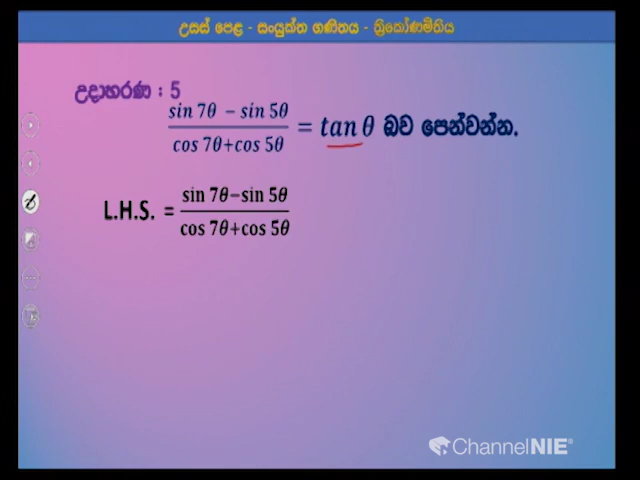 උසස් පෙළ - සංයුක්ත ගණිතය - ත්‍රිකෝණමිතිය
උදාහරණ : 5
sin 7θ - sin 5θ / cos 7θ+cos 5θ = tan θ බව පෙන්වන්න.
L.H.S. = sin 7θ-sin 5θ / cos 7θ+cos 5θ
ChannelNIE